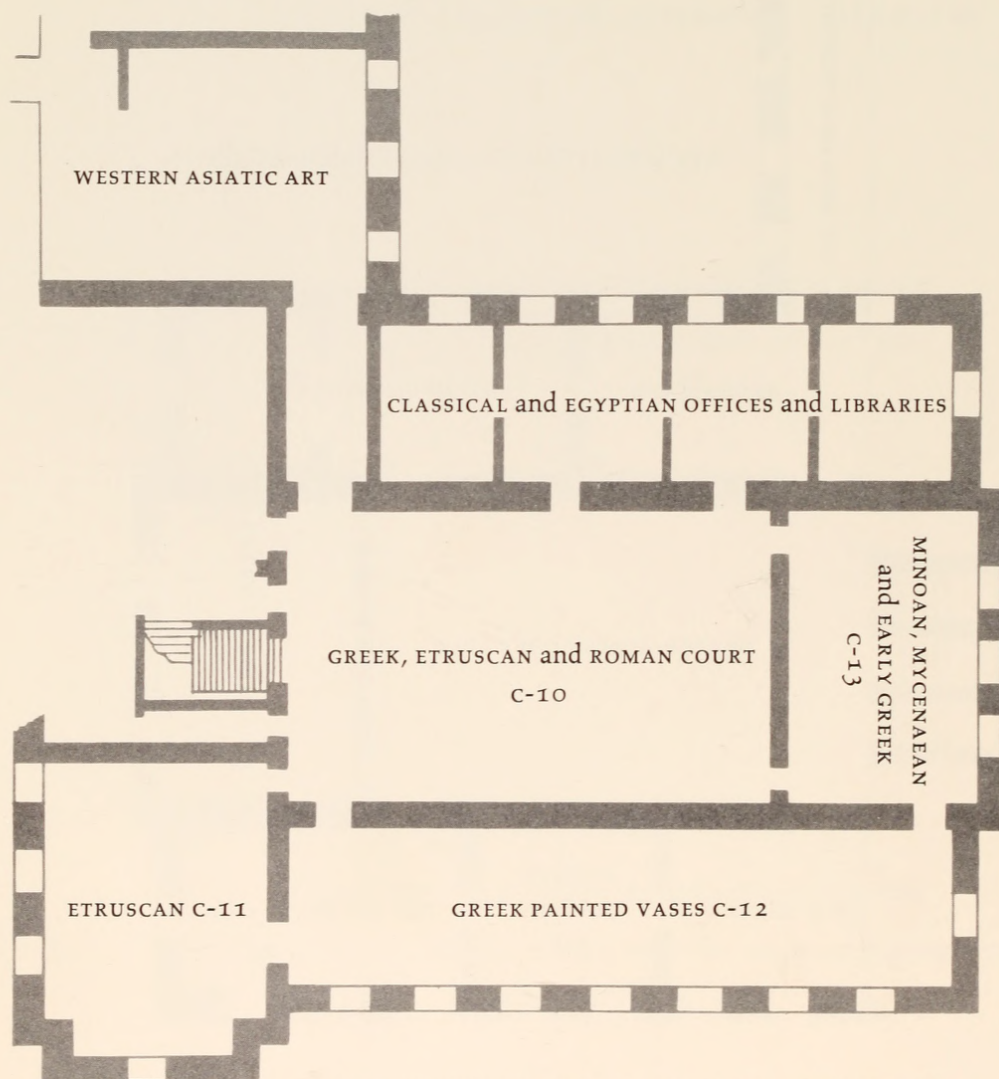 WESTERN ASIATIC ART
CLASSICAL and EGYPTIAN OFFICES and LIBRARIES
GREEK, ETRUSCAN and ROMAN COURT
C-10
MINOAN, MYCENAEAN
and EARLY GREEK
C-13
ETRUSCAN C-11
GREEK PAINTED VASES C-12